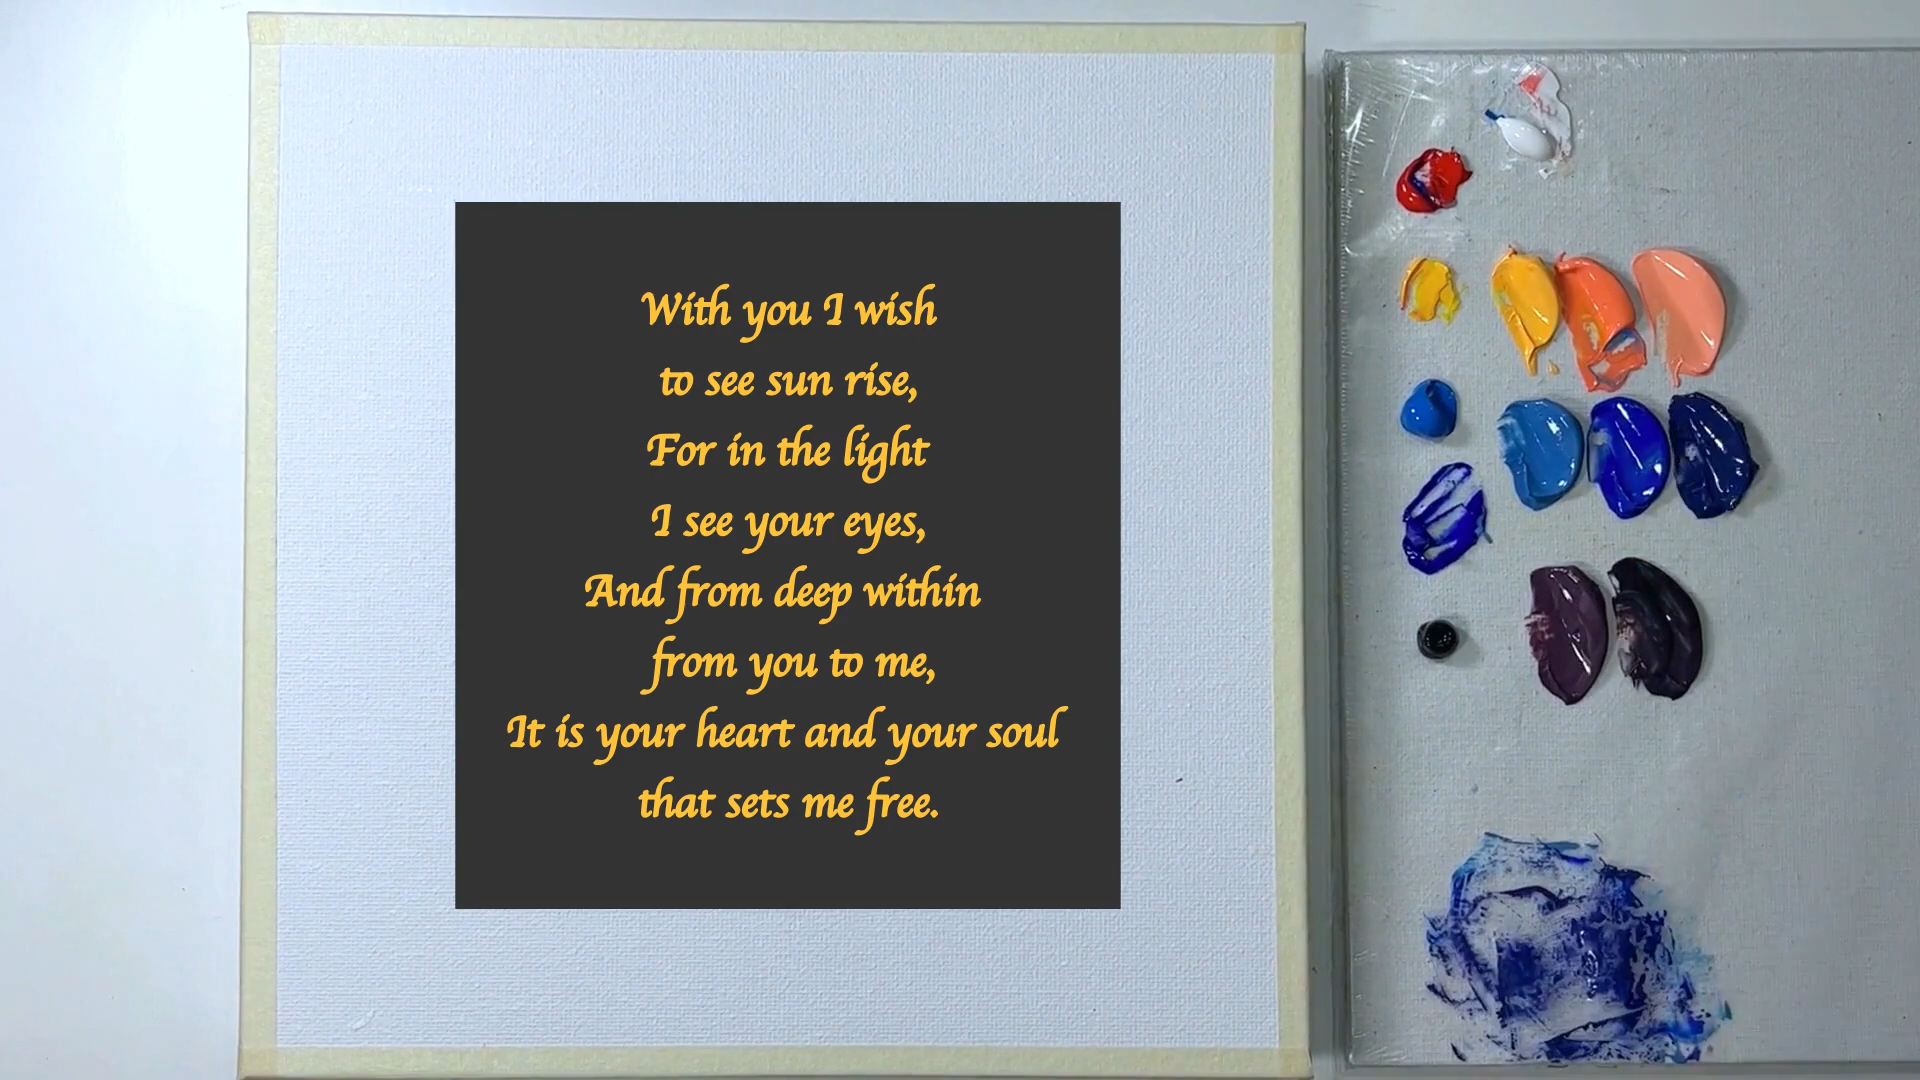 With you I wish
to see sun rise,
For in the light
I see your eyes,
And from deep within
from you to me,
It is your heart and your soul
that sets me free.